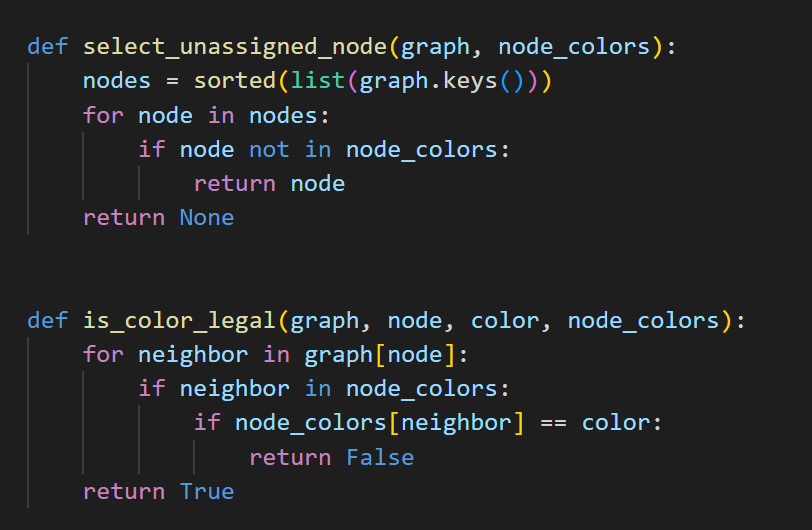 def select_unassigned_node(graph, node_colors):
    nodes = sorted(list(graph.keys()))
    for node in nodes:
        if node not in node_colors:
            return node
    return None
def is_color_legal(graph, node, color, node_colors):
    for neighbor in graph[node]:
        if neighbor in node_colors:
            if node_colors[neighbor] == color:
                return False
    return True